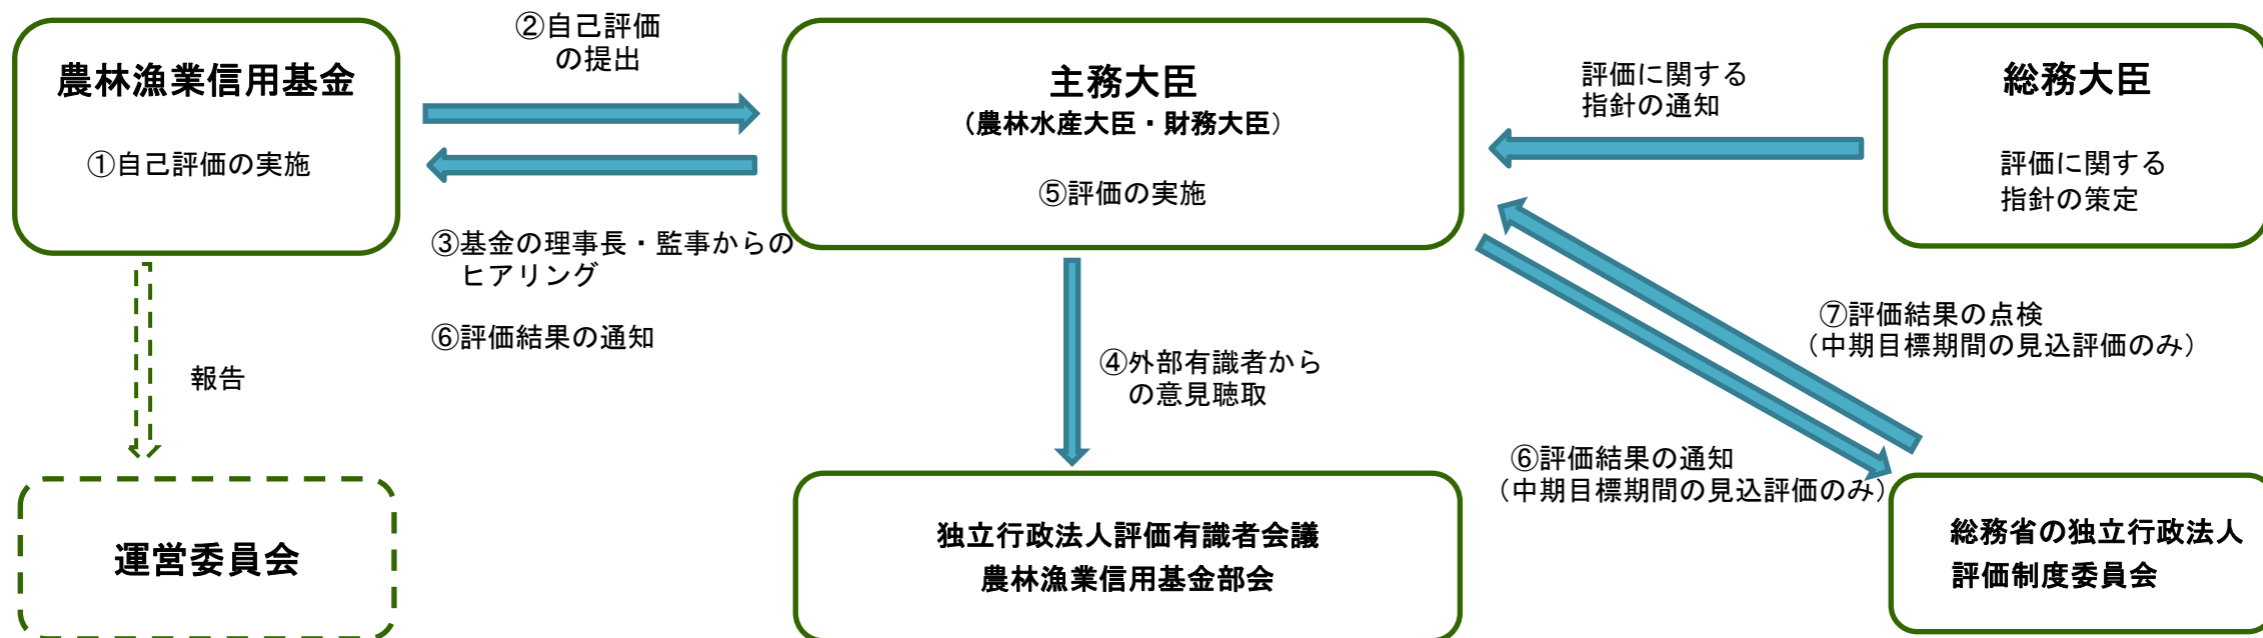 農林漁業信用基金
①自己評価の実施
②自己評価
の提出
主務大臣
（農林水産大臣・財務大臣）
⑤評価の実施
評価に関する
指針の通知
総務大臣
評価に関する
指針の策定
③基金の理事長・監事からの
ヒアリング
⑥評価結果の通知
報告
④外部有識者から
の意見聴取
⑦評価結果の点検
（中期目標期間の見込評価のみ）
⑥評価結果の通知
（中期目標期間の見込評価のみ）
運営委員会
独立行政法人評価有識者会議
農林漁業信用基金部会
総務省の独立行政法人
評価制度委員会